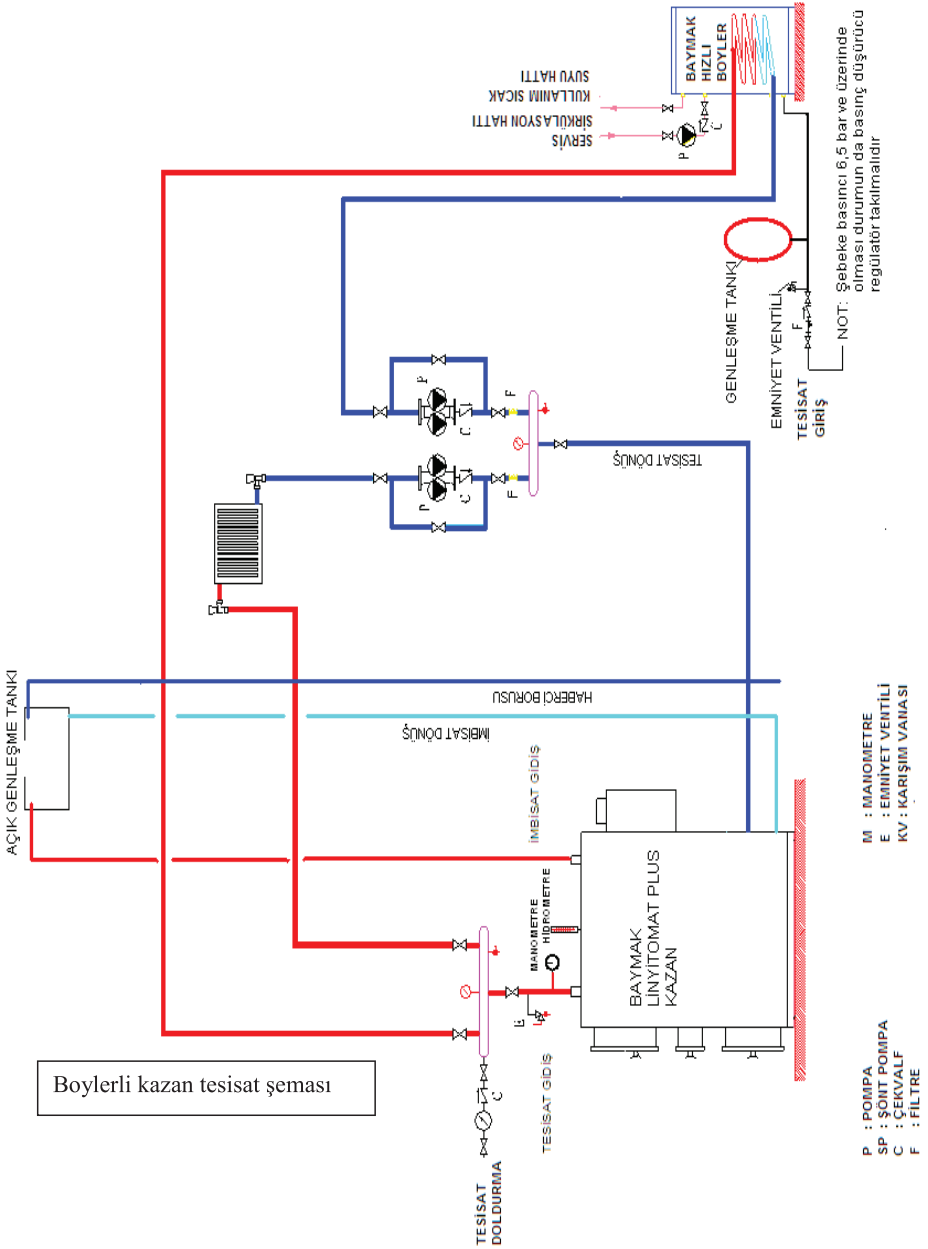 Boylerli kazan tesisat şeması
AÇIK GENLEŞME TANKI
HABERCİ BORUSU
İMBİSAT DÖNÜŞ
İMBİSAT GİDİŞ
TESİSAT GİDİŞ
TESİSAT
DOLDURMA
C
E
MANOMETRE
HİDROMETRE
BAYMAK
LİNYİTOMAT PLUS
KAZAN
TESİSAT DÖNÜŞ
P
C
F
P
C
F
SERVİS
SİRKÜLASYON HATTI
KULLANIM SICAK
SUYU HATTI
P
C
BAYMAK
HIZLI
BOYLER
GENLEŞME TANKI
EMNİYET VENTİLİ
F
TESİSAT
GİRİŞ
NOT: Şebeke basıncı 6,5 bar ve üzerinde
olması durumun da basınç düşürücü
regülatör takılmalıdır
P : POMPA
SP : ŞÖNT POMPA
C : ÇEKVALF
F : FİLTRE
M : MANOMETRE
E : EMNİYET VENTİLİ
KV : KARIŞIM VANASI